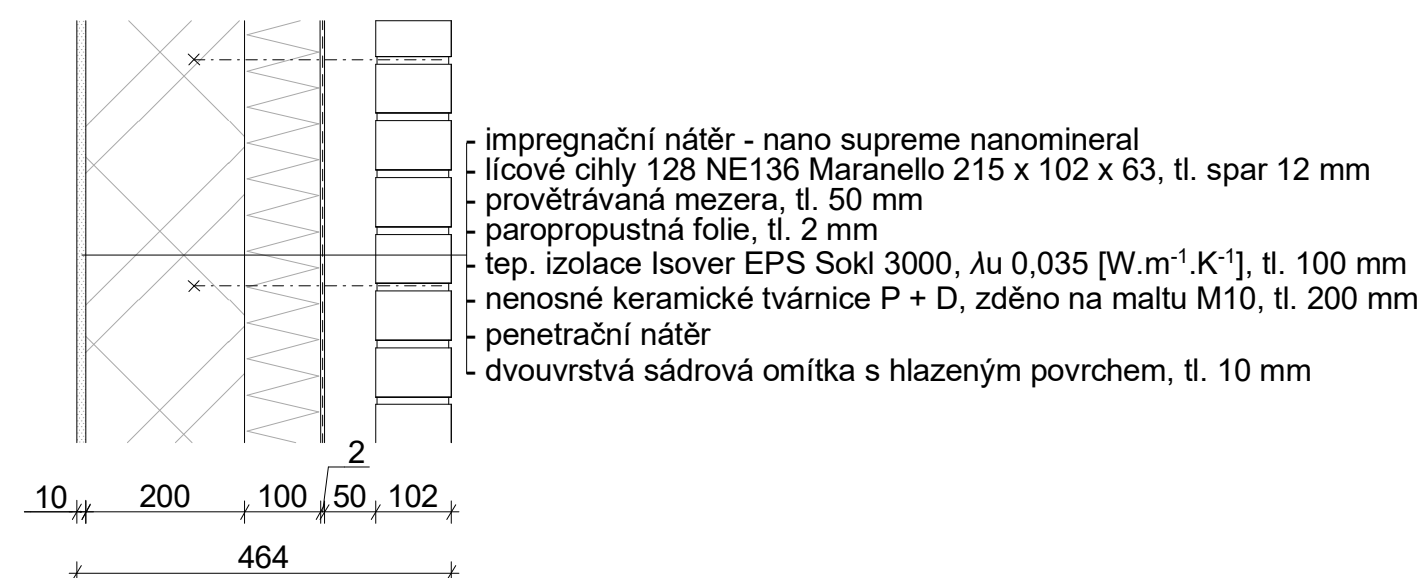 impregnační nátěr - nano supreme nanomineral
lícové cihly 128 NE136 Maranello 215 x 102 x 63, tl. spar 12 mm
provětrávaná mezera, tl. 50 mm
paropropustná folie, tl. 2 mm
tep. izolace Isover EPS Sokl 3000, λu 0,035 [W.m⁻¹.K⁻¹], tl. 100 mm
nenosné keramické tvárnice P + D, zděno na maltu M10, tl. 200 mm
penetrační nátěr
dvouvrstvá sádrová omítka s hlazeným povrchem, tl. 10 mm
2
10 200 100 50 102
464